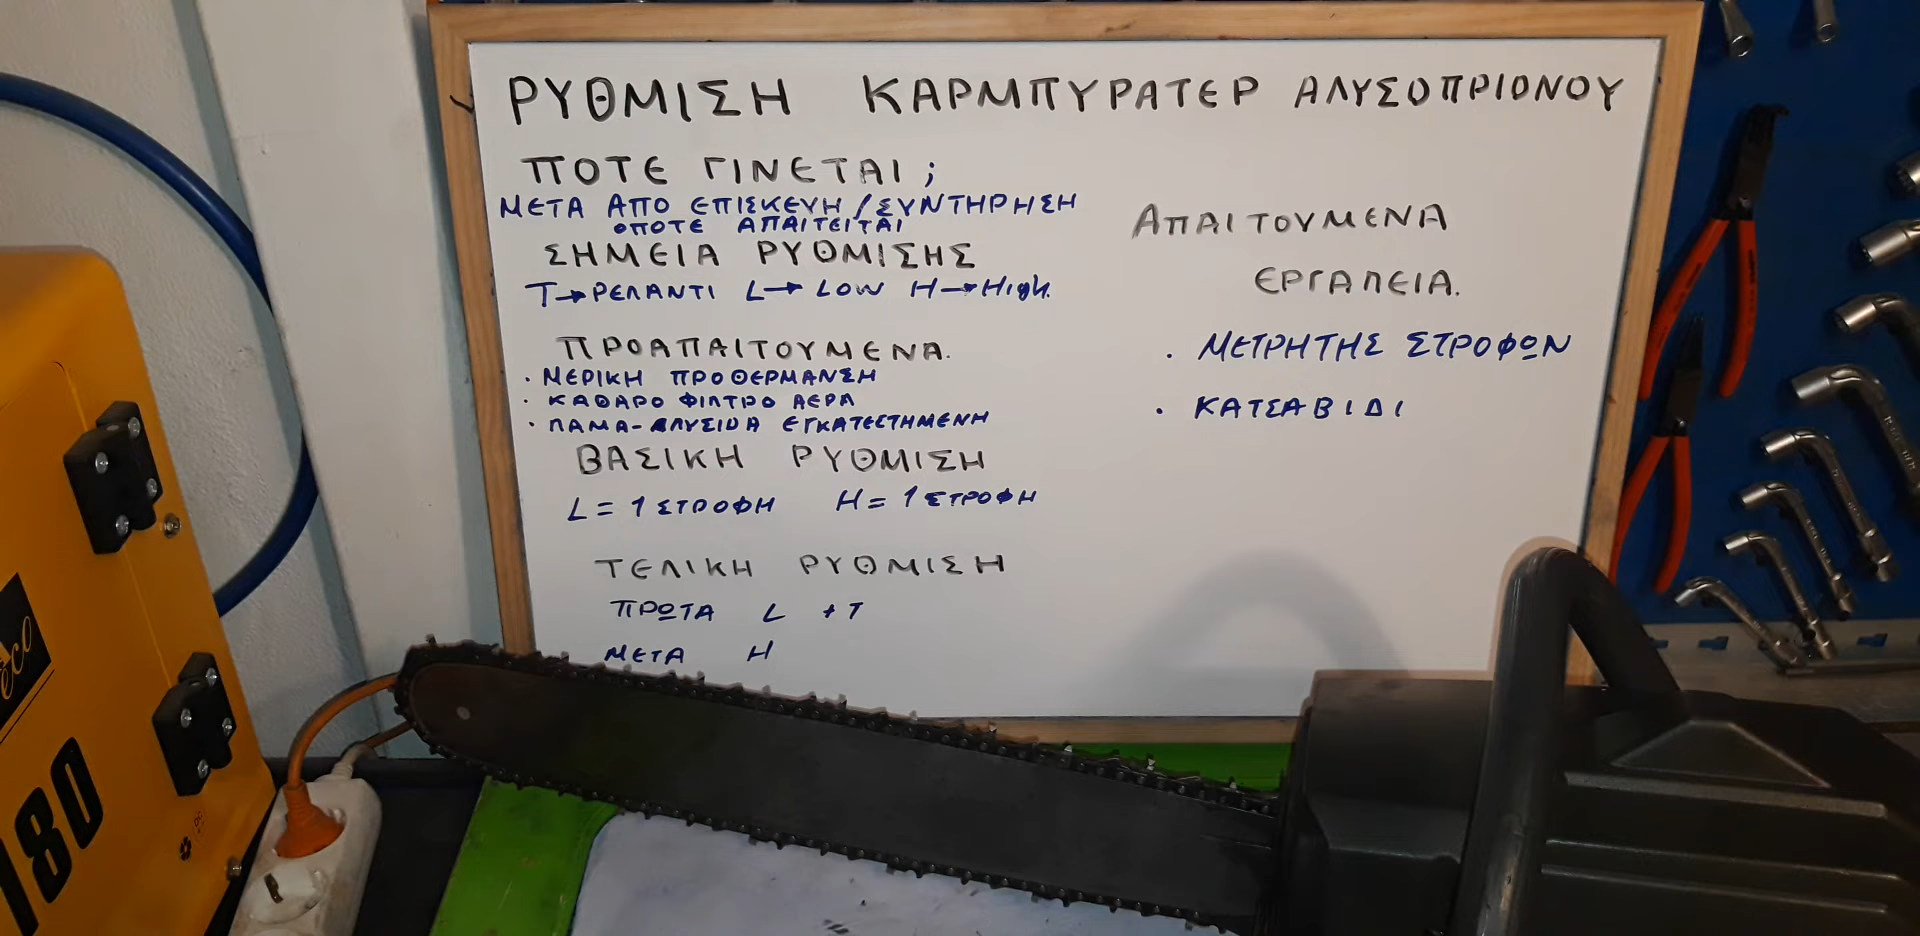 ΡΥΘΜΙΣΗ ΚΑΡΜΠΥΡΑΤΕΡ ΑΛΥΣΟΠΡΙΟΝΟΥ
ΠΟΤΕ ΓΙΝΕΤΑΙ;
ΜΕΤΑ ΑΠΟ ΕΠΙΣΚΕΥΗ/ΣΥΝΤΗΡΗΣΗ
ΟΠΟΤΕ ΑΠΑΙΤΕΙΤΑΙ
ΣΗΜΕΙΑ ΡΥΘΜΙΣΗΣ
T→ΡΕΛΑΝΤΙ L→LOW H→High.
ΠΡΟΑΠΑΙΤΟΥΜΕΝΑ.
· ΜΕΡΙΚΗ ΠΡΟΘΕΡΜΑΝΣΗ
· ΚΑΘΑΡΟ ΦΙΛΤΡΟ ΑΕΡΑ
· ΛΑΜΑ-ΑΛΥΣΙΔΑ ΕΓΚΑΤΕΣΤΗΜΕΝΗ
ΒΑΣΙΚΗ ΡΥΘΜΙΣΗ
L = 1 ΣΤΡΟΦΗ H = 1 ΣΤΡΟΦΗ
ΤΕΛΙΚΗ ΡΥΘΜΙΣΗ
ΠΡΩΤΑ L + T
ΜΕΤΑ H
ΑΠΑΙΤΟΥΜΕΝΑ
ΕΡΓΑΛΕΙΑ.
· ΜΕΤΡΗΤΗΣ ΣΤΡΟΦΩΝ
· ΚΑΤΣΑΒΙΔΙ
eco
180